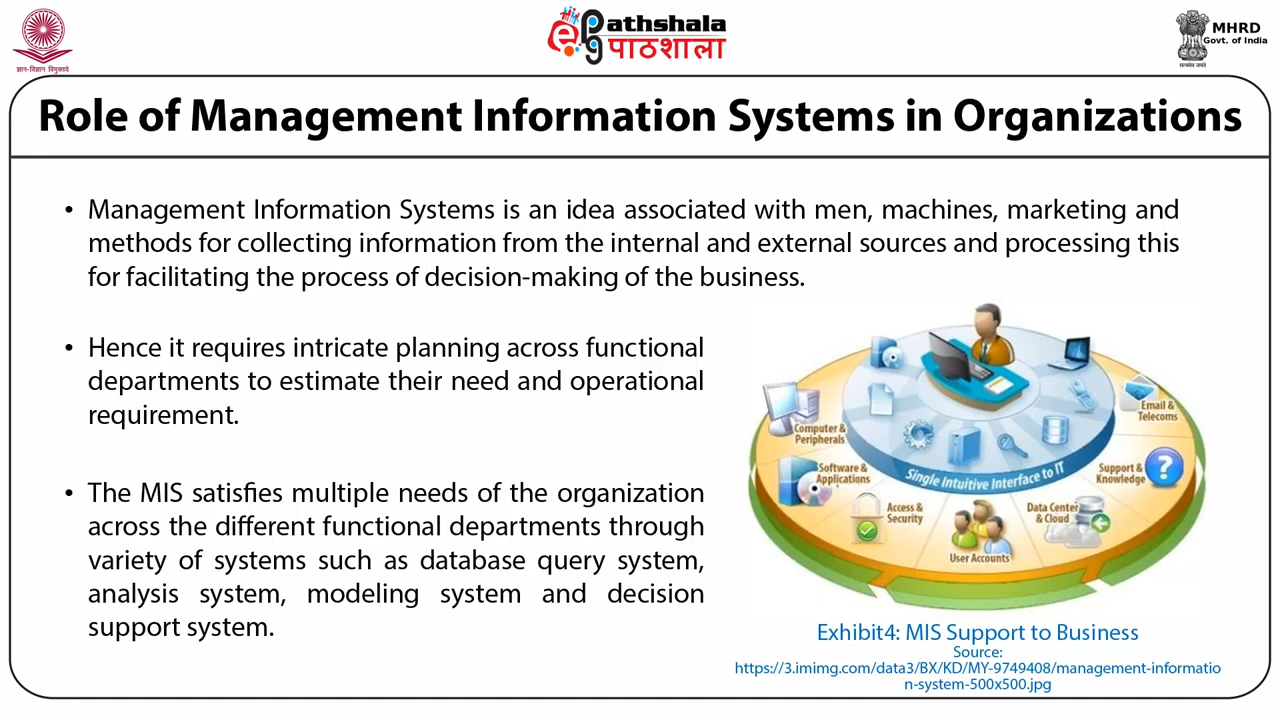 ज्ञान-विज्ञान विमुक्तये
ePathshala
पाठशाला
MHRD
Govt. of India
सत्यमेव जयते
Role of Management Information Systems in Organizations
• Management Information Systems is an idea associated with men, machines, marketing and
methods for collecting information from the internal and external sources and processing this
for facilitating the process of decision-making of the business.
• Hence it requires intricate planning across functional
departments to estimate their need and operational
requirement.
• The MIS satisfies multiple needs of the organization
across the different functional departments through
variety of systems such as database query system,
analysis system, modeling system and decision
support system.
Computer &
Peripherals
Software &
Applications
Access &
Security
User Accounts
Data Center
& Cloud
Support &
Knowledge
Email &
Telecoms
Single Intuitive Interface to IT
Exhibit4: MIS Support to Business
Source:
https://3.imimg.com/data3/BX/KD/MY-9749408/management-informatio
n-system-500x500.jpg